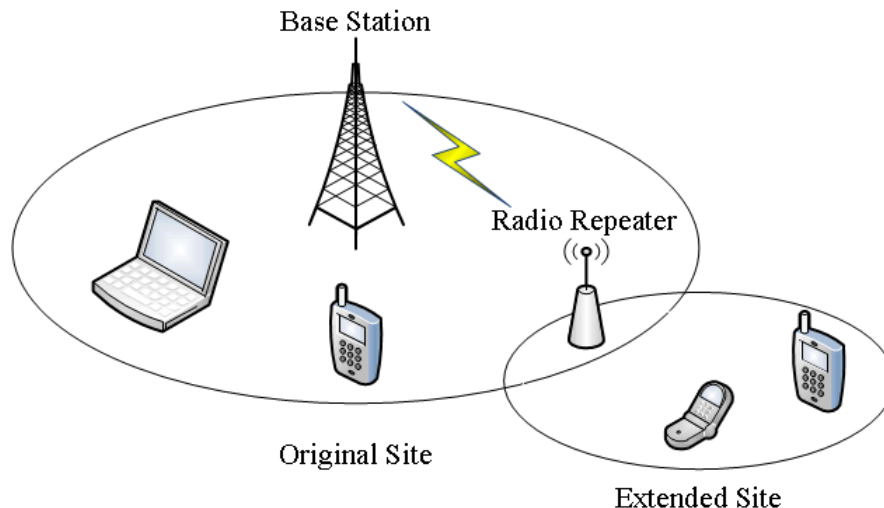 Base Station
Radio Repeater
Original Site
Extended Site